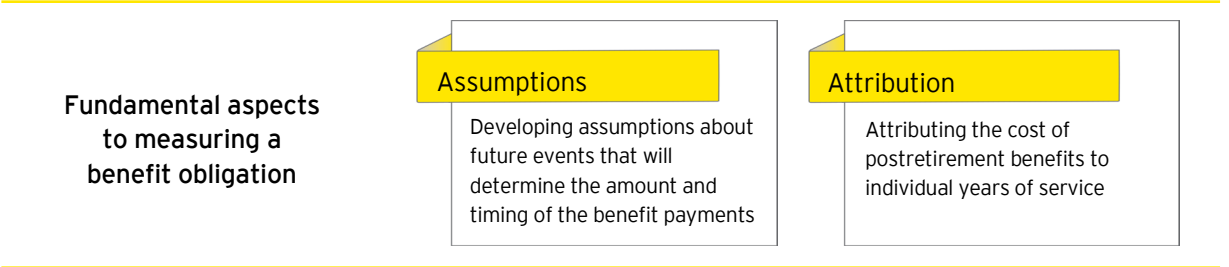 Fundamental aspects
to measuring a
benefit obligation
Assumptions
Developing assumptions about
future events that will
determine the amount and
timing of the benefit payments
Attribution
Attributing the cost of
postretirement benefits to
individual years of service